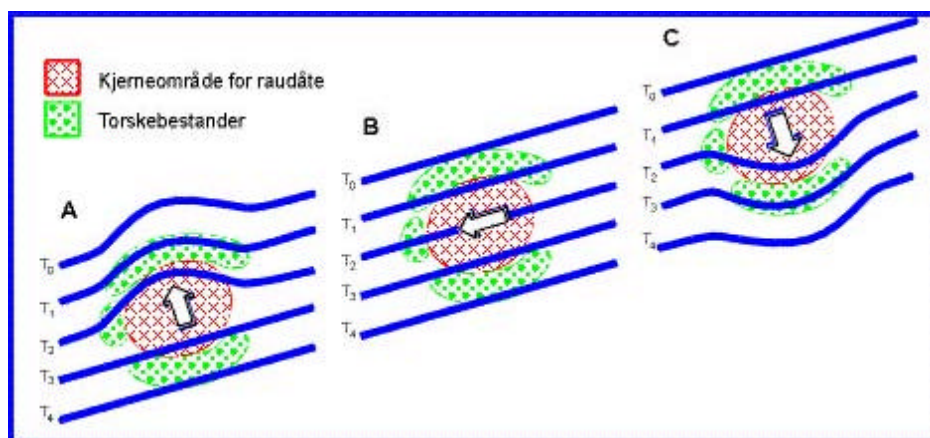 Kjerneområde for raudåte
Torskebestander
A
T0
T1
T2
T3
T4
B
T0
T1
T2
T3
T4
C
T0
T1
T2
T3
T4